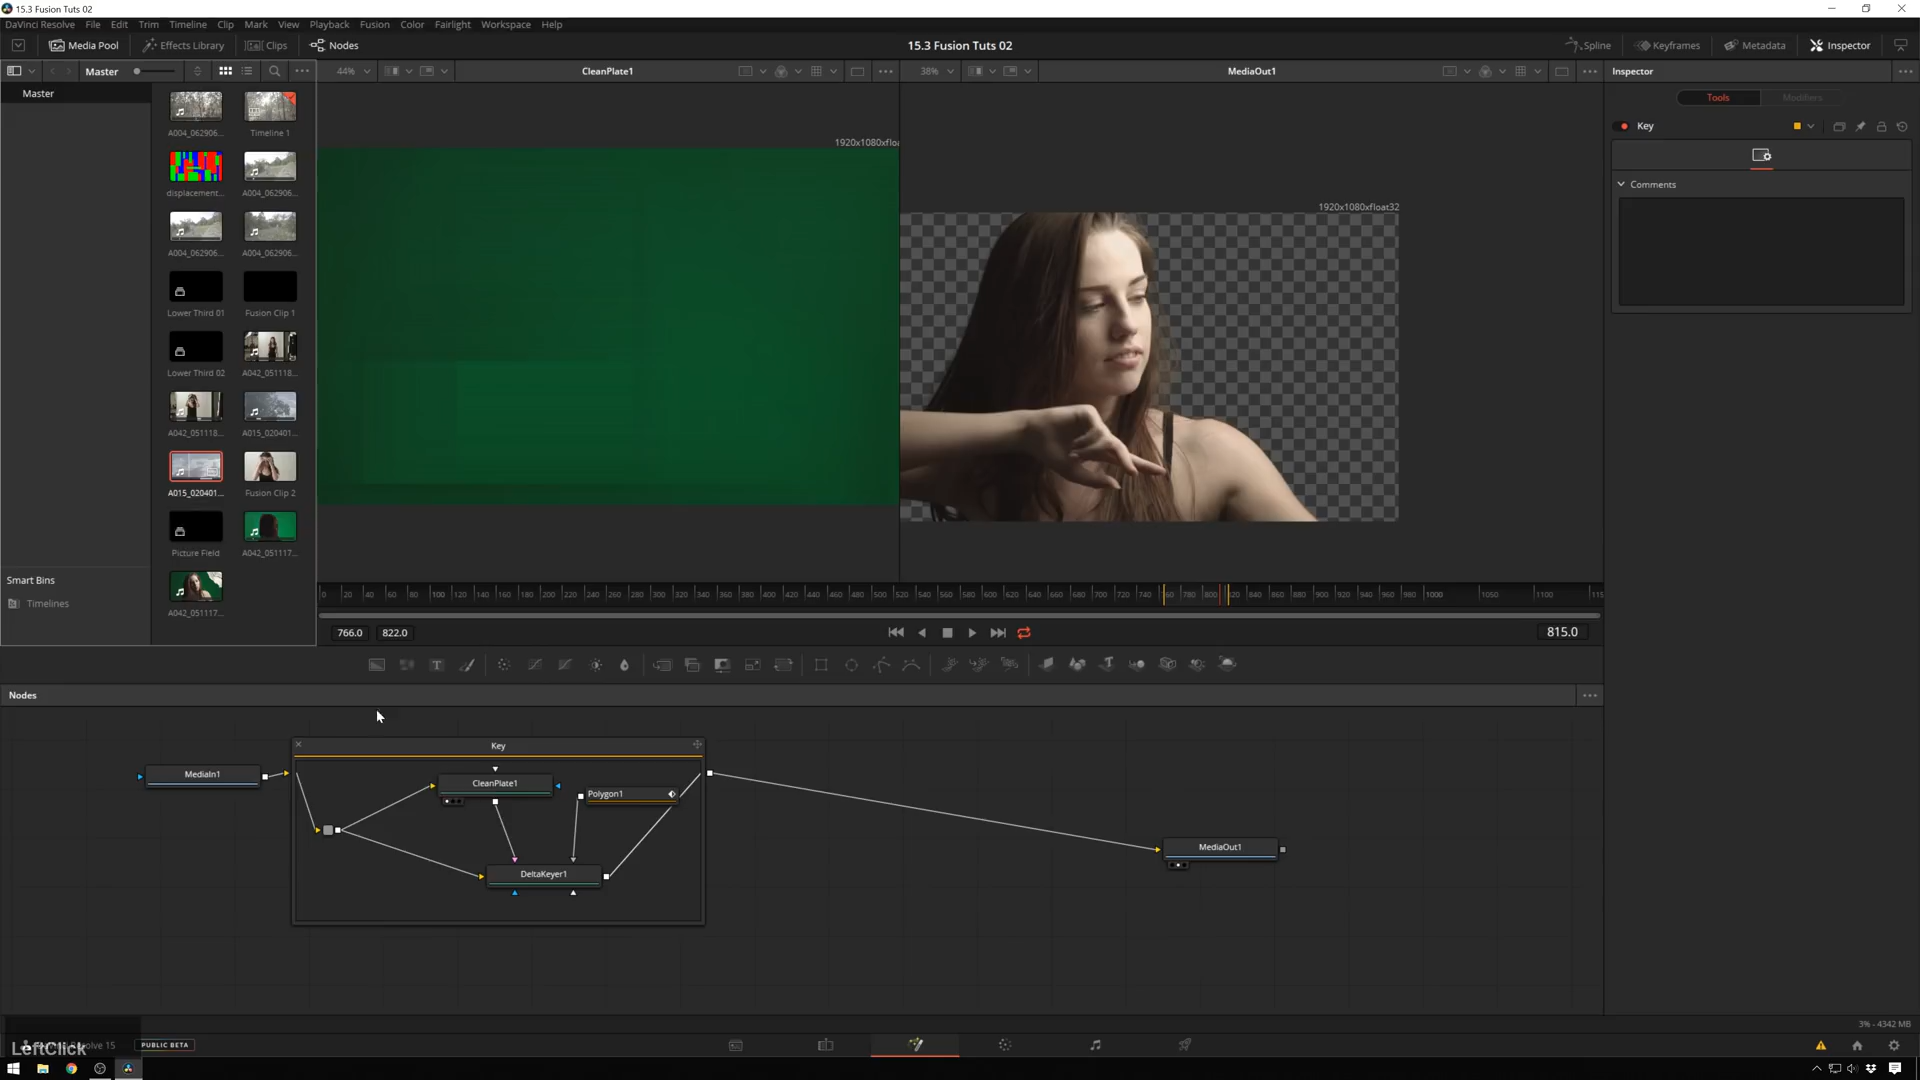 15.3 Fusion Tuts 02
DaVinci Resolve File Edit Trim Timeline Clip Mark View Playback Fusion Color Fairlight Workspace Help
Media Pool Effects Library Clips Nodes 15.3 Fusion Tuts 02 Spline Keyframes Metadata Inspector
Master 44% CleanPlate1 38% MediaOut1 Inspector
Master
Tools Modifiers
Key
Comments
A004_062906... Timeline 1
displacement... A004_062906...
A004_062906... A004_062906...
Lower Third 01 Fusion Clip 1
Lower Third 02 A042_051118...
A042_051118... A015_020401...
A015_020401... Fusion Clip 2
Picture Field A042_051117...
A042_051117...
Smart Bins
Timelines
1920x1080xfloa
1920x1080xfloat32
0 20 40 60 80 100 120 140 160 180 200 220 240 260 280 300 320 340 360 380 400 420 440 460 480 500 520 540 560 580 600 620 640 660 680 700 720 740 760 780 800 820 840 860 880 900 920 940 960 980 1000 1050 1100 115
766.0 822.0 815.0
Nodes
Key
MediaIn1
CleanPlate1
Polygon1
DeltaKeyer1
MediaOut1
3% - 4342 MB
LeftClick
Resolve 15 PUBLIC BETA